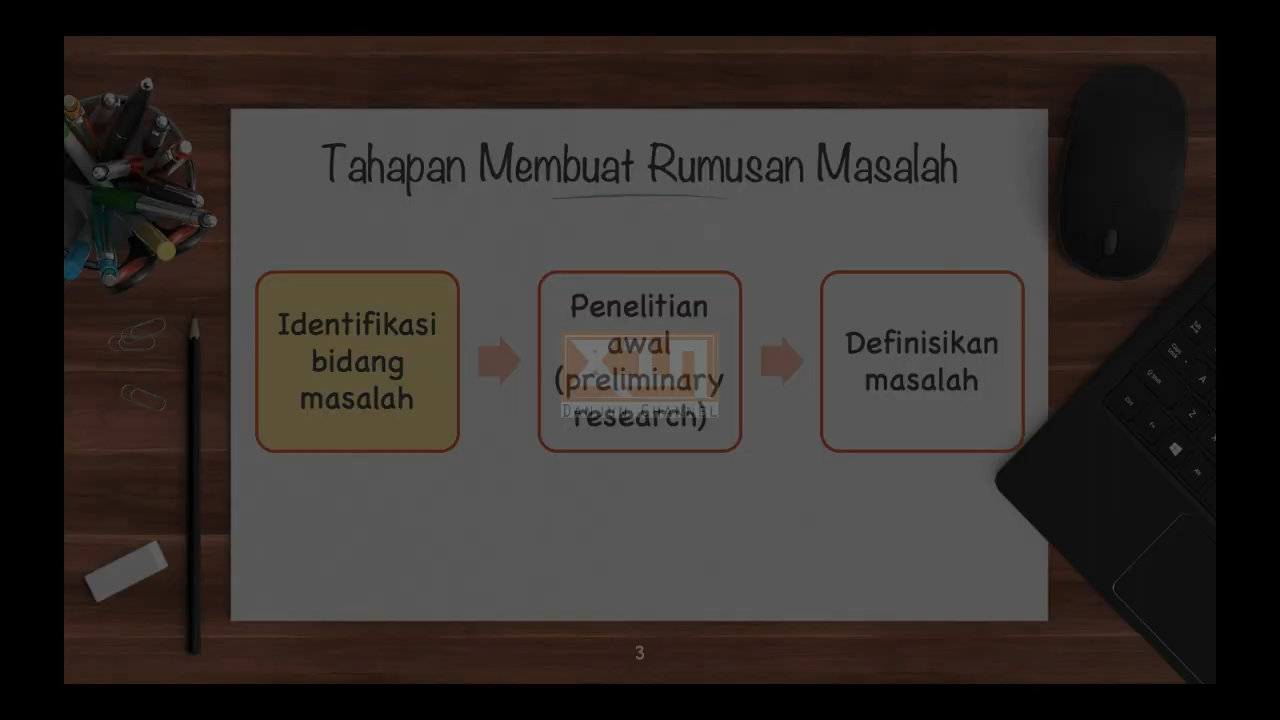 Tahapan Membuat Rumusan Masalah
Identifikasi
bidang
masalah
Penelitian
awal
(preliminary
research)
Definisikan
masalah
3